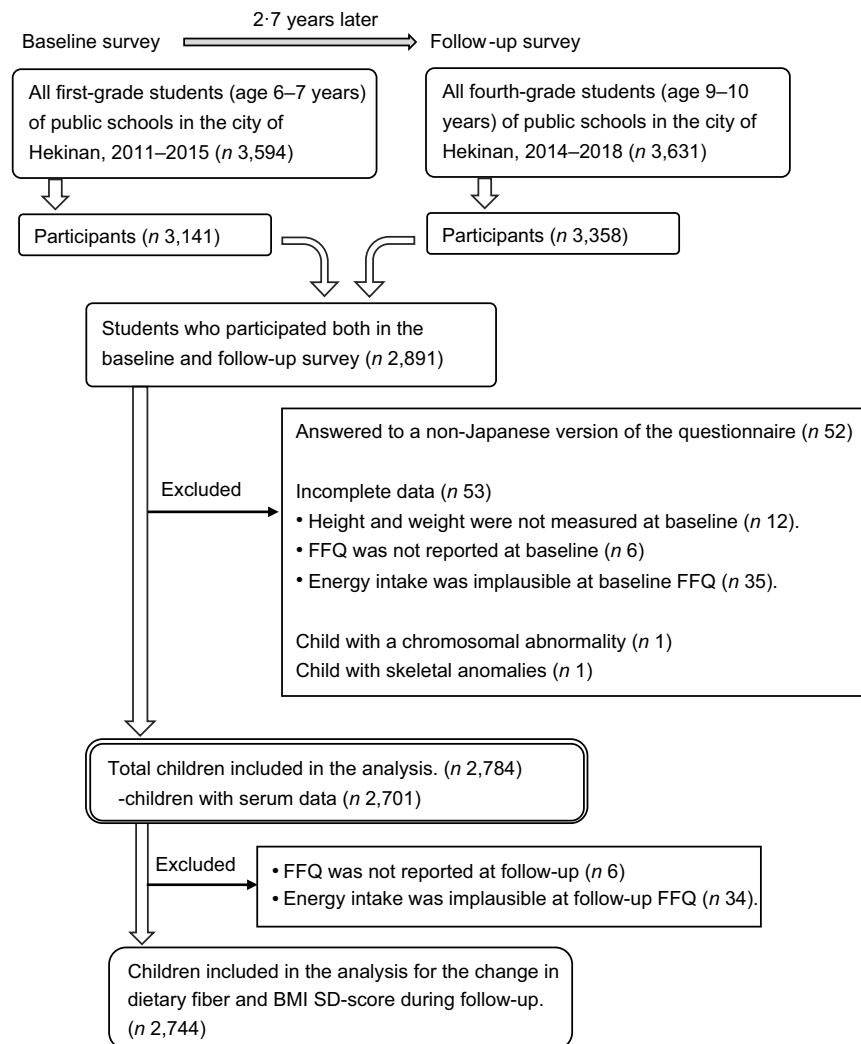 2·7 years later
Baseline survey
Follow-up survey
All first-grade students (age 6–7 years)
of public schools in the city of
Hekinan, 2011–2015 (n 3,594)
All fourth-grade students (age 9–10
years) of public schools in the city of
Hekinan, 2014–2018 (n 3,631)
Participants (n 3,141)
Participants (n 3,358)
Students who participated both in the
baseline and follow-up survey (n 2,891)
Excluded
Answered to a non-Japanese version of the questionnaire (n 52)
Incomplete data (n 53)
• Height and weight were not measured at baseline (n 12).
• FFQ was not reported at baseline (n 6)
• Energy intake was implausible at baseline FFQ (n 35).
Child with a chromosomal abnormality (n 1)
Child with skeletal anomalies (n 1)
Total children included in the analysis. (n 2,784)
-children with serum data (n 2,701)
Excluded
• FFQ was not reported at follow-up (n 6)
• Energy intake was implausible at follow-up FFQ (n 34).
Children included in the analysis for the change in
dietary fiber and BMI SD-score during follow-up.
(n 2,744)